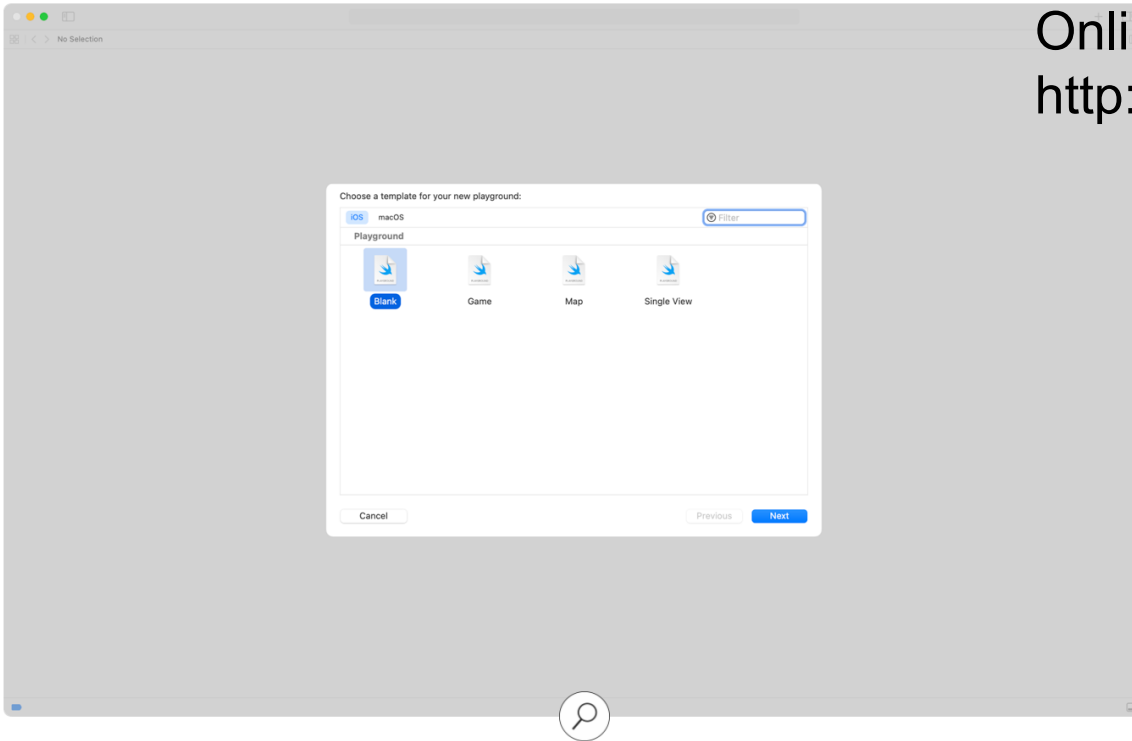 Onli
http:
No Selection
Choose a template for your new playground:
iOS macOS
Filter
Playground
Blank Game Map Single View
Cancel Previous Next